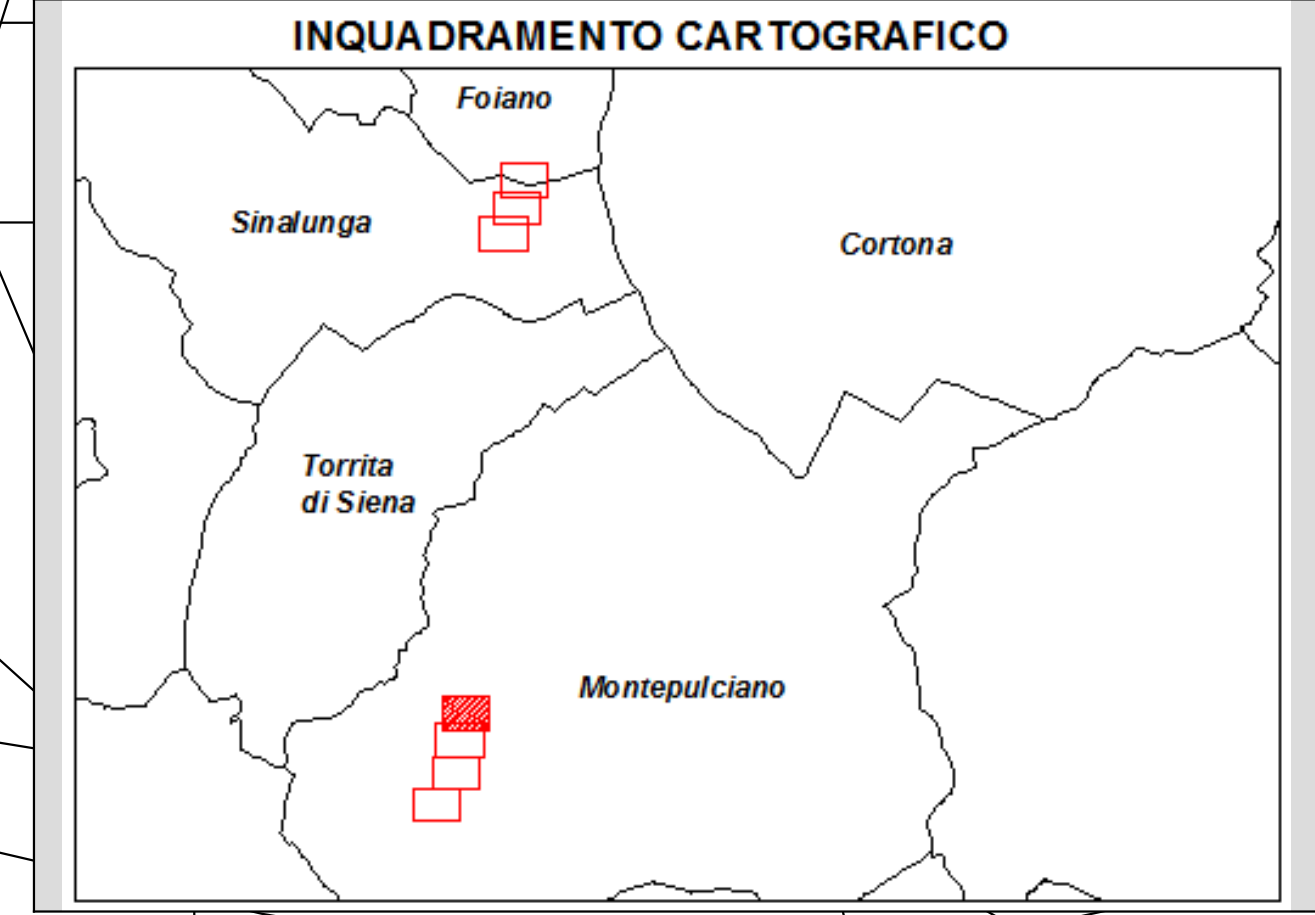 INQUADRAMENTO CARTOGRAFICO
Foiano
Sinalunga
Cortona
Torrita
di Siena
Montepulciano